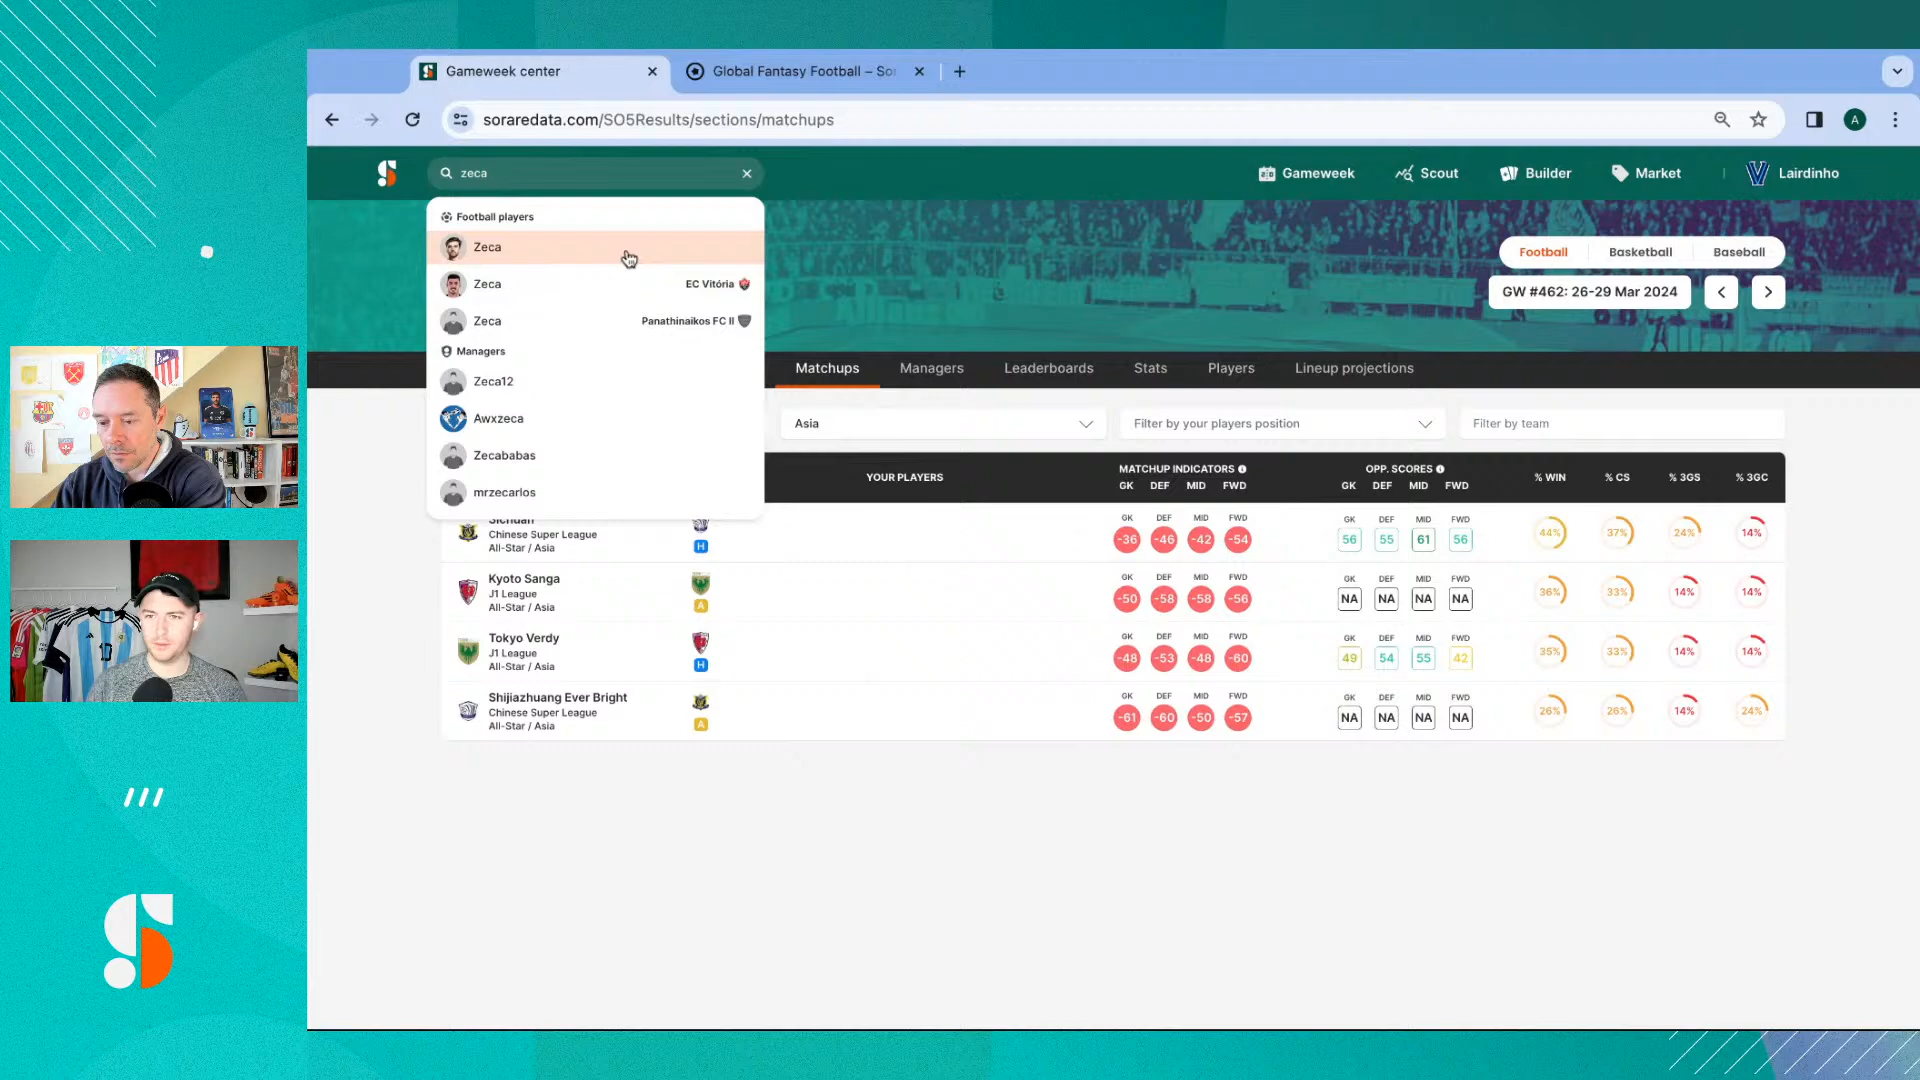 Gameweek center
Global Fantasy Football – So
soraredata.com/SO5Results/sections/matchups
A
zeca
Gameweek
Scout
Builder
Market
Lairdinho
Football players
Zeca
Zeca
EC Vitória
Zeca
Panathinaikos FC II
Managers
Zeca12
Awxzeca
Zecababas
mrzecarlos
Football
Basketball
Baseball
GW #462: 26-29 Mar 2024
Matchups
Managers
Leaderboards
Stats
Players
Lineup projections
Asia
Filter by your players position
Filter by team
YOUR PLAYERS
MATCHUP INDICATORS
GK DEF MID FWD
OPP. SCORES
GK DEF MID FWD
% WIN
% CS
% 3GS
% 3GC
Sichuan
Chinese Super League
All-Star / Asia
H
GK DEF MID FWD
-36 -46 -42 -54
GK DEF MID FWD
56 55 61 56
44% 37% 24% 14%
Kyoto Sanga
J1 League
All-Star / Asia
A
GK DEF MID FWD
-50 -58 -58 -56
GK DEF MID FWD
NA NA NA NA
36% 33% 14% 14%
Tokyo Verdy
J1 League
All-Star / Asia
H
GK DEF MID FWD
-48 -53 -48 -60
GK DEF MID FWD
49 54 55 42
35% 33% 14% 14%
Shijiazhuang Ever Bright
Chinese Super League
All-Star / Asia
A
GK DEF MID FWD
-61 -60 -50 -57
GK DEF MID FWD
NA NA NA NA
26% 26% 14% 24%
10